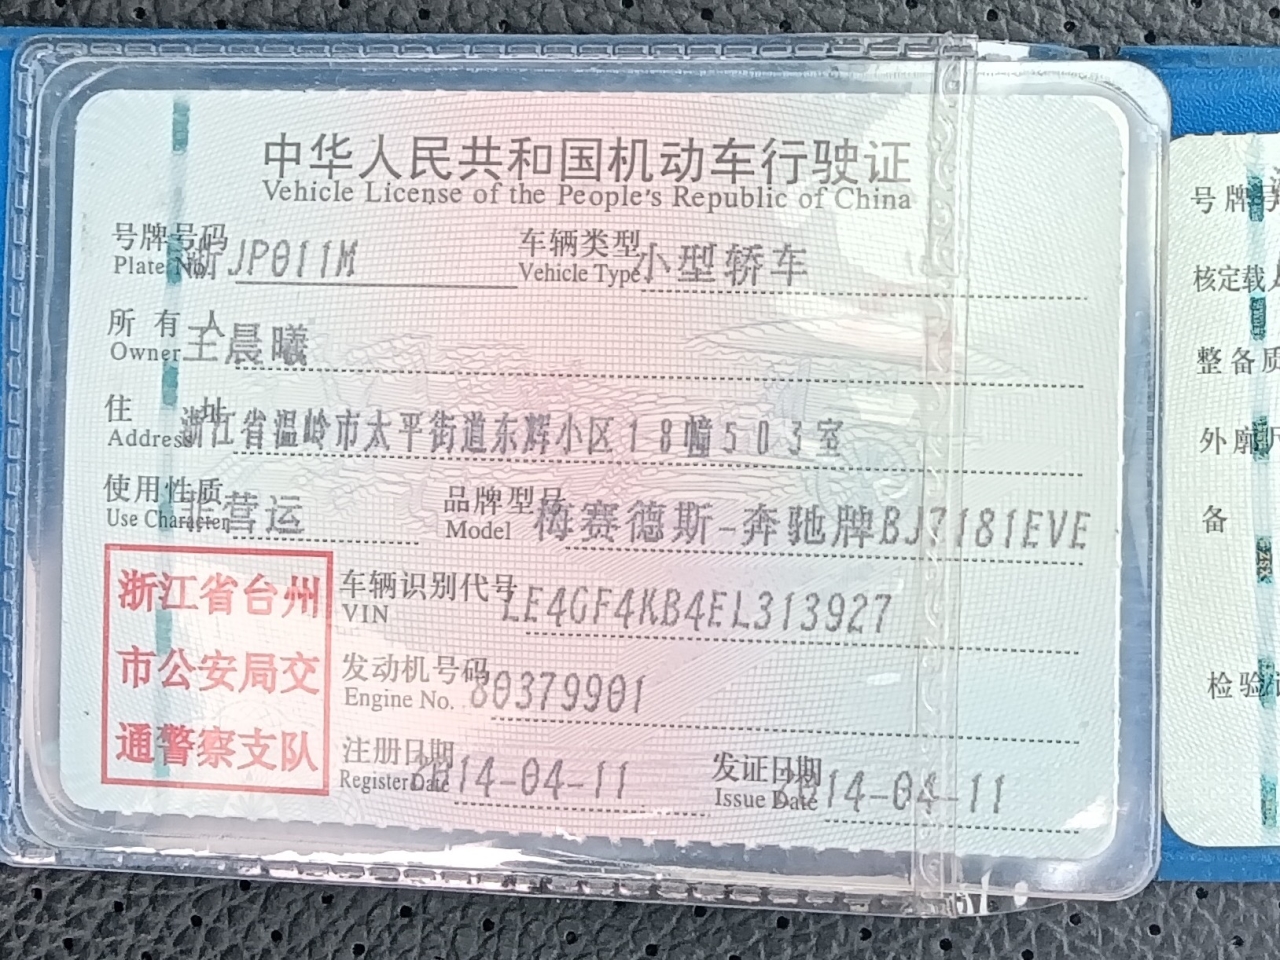 中华人民共和国机动车行驶证
Vehicle License of the People's Republic of China
号牌号码 浙JP011M 车辆类型 小型轿车
Plate No. Vehicle Type
所有人 王晨曦
Owner
住址 浙江省温岭市太平街道东辉小区18幢503室
Address
使用性质 非营运 品牌型号 梅赛德斯-奔驰牌BJ7181EVE
Use Character Model
浙江省台州
市公安局交
通警察支队
车辆识别代号 LE4GF4KB4EL313927
VIN
发动机号码 80379901
Engine No.
注册日期 2014-04-11 发证日期 2014-04-11
Register Date Issue Date
号牌号
核定载人
整备质
外廓尺
备
检验